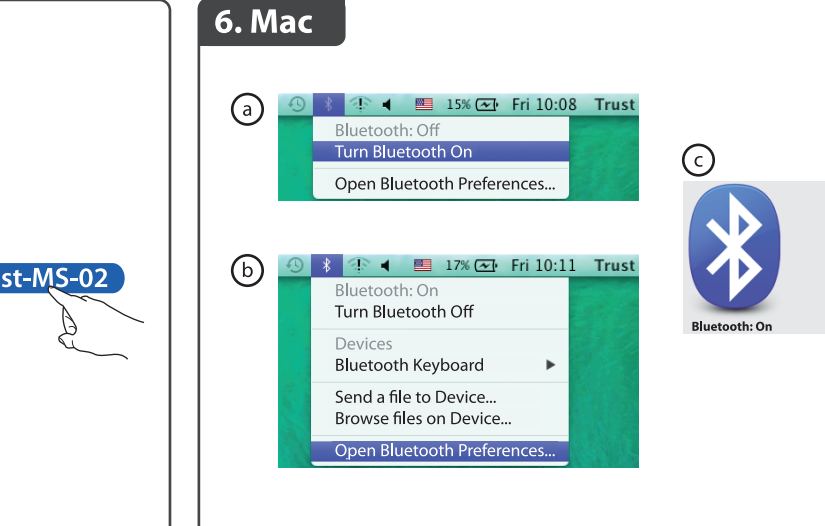 st-MS-02
6. Mac
a
15% Fri 10:08 Trust
Bluetooth: Off
Turn Bluetooth On
Open Bluetooth Preferences...
b
17% Fri 10:11 Trust
Bluetooth: On
Turn Bluetooth Off
Devices
Bluetooth Keyboard
Send a file to Device...
Browse files on Device...
Open Bluetooth Preferences...
c
Bluetooth: On